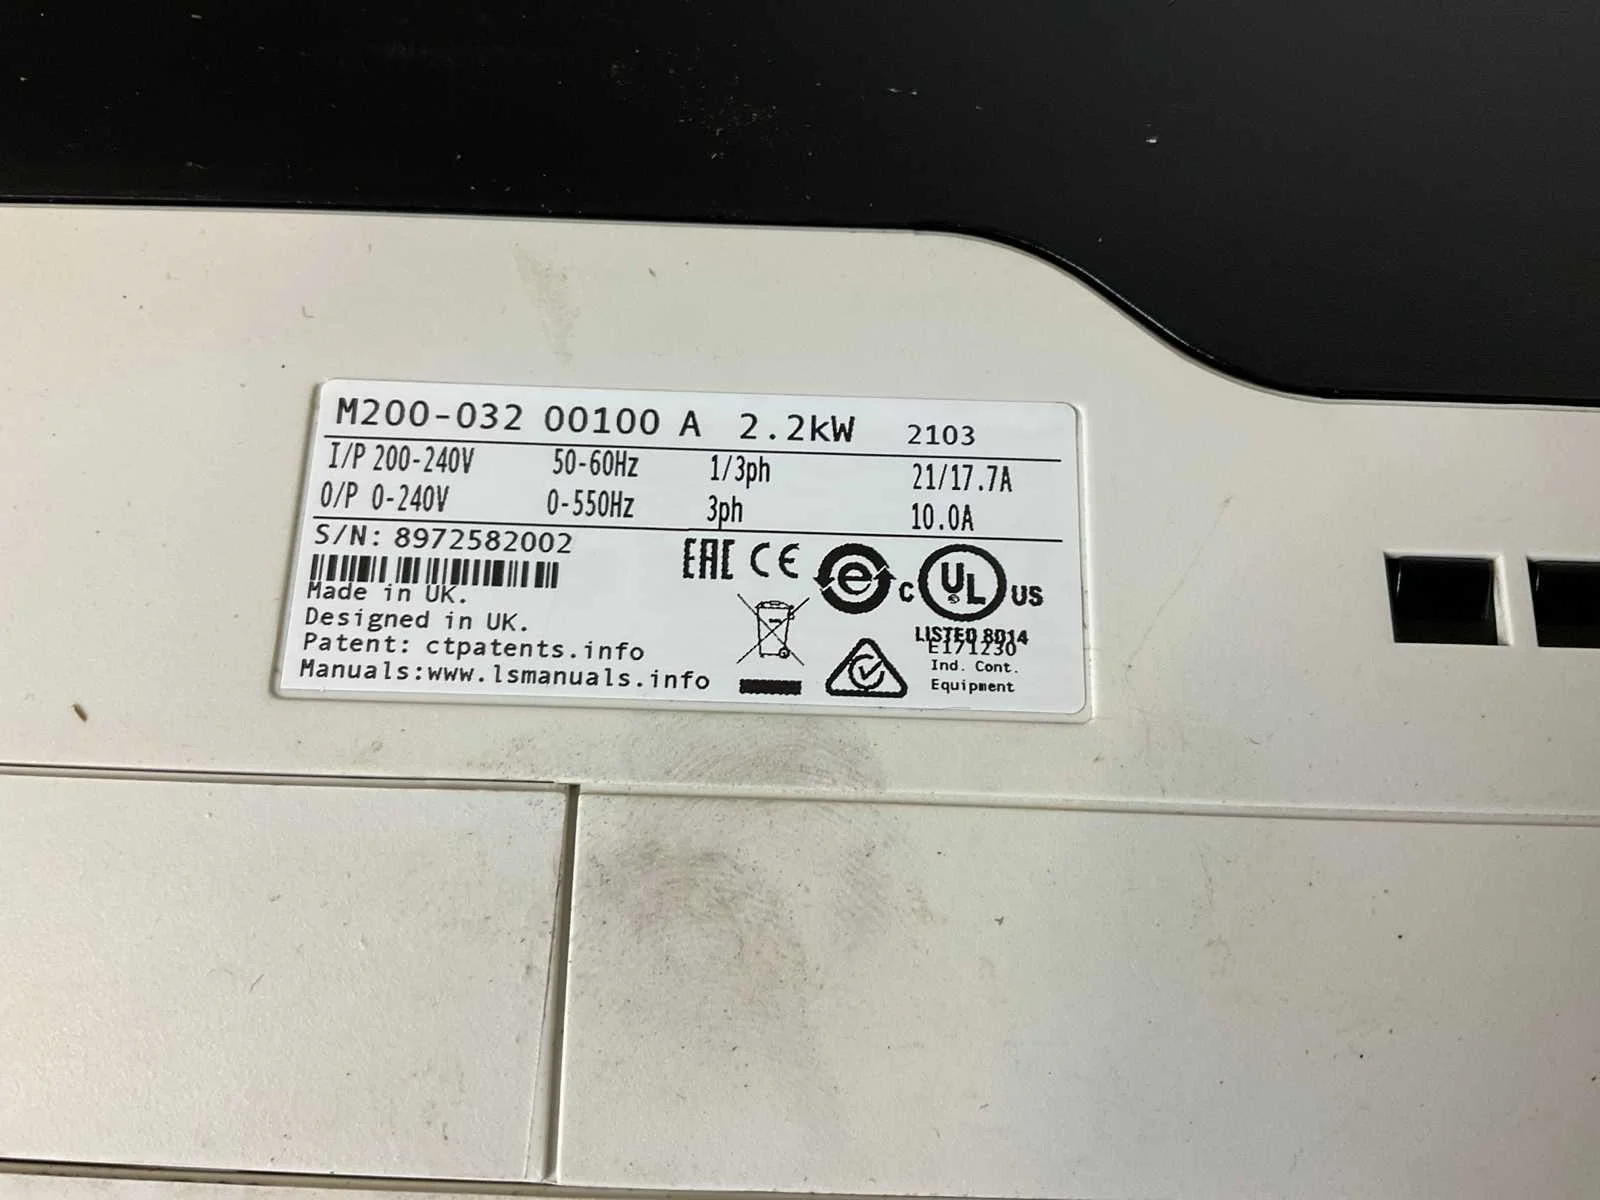 M200-032 00100 A 2.2kW 2103
I/P 200-240V 50-60Hz 1/3ph 21/17.7A
O/P 0-240V 0-550Hz 3ph 10.0A
S/N: 8972582002
EAC CE e c UL US
Made in UK.
Designed in UK.
Patent: ctpatents.info
Manuals:www.lsmanuals.info
LISTED 8D14
E171230
Ind. Cont.
Equipment